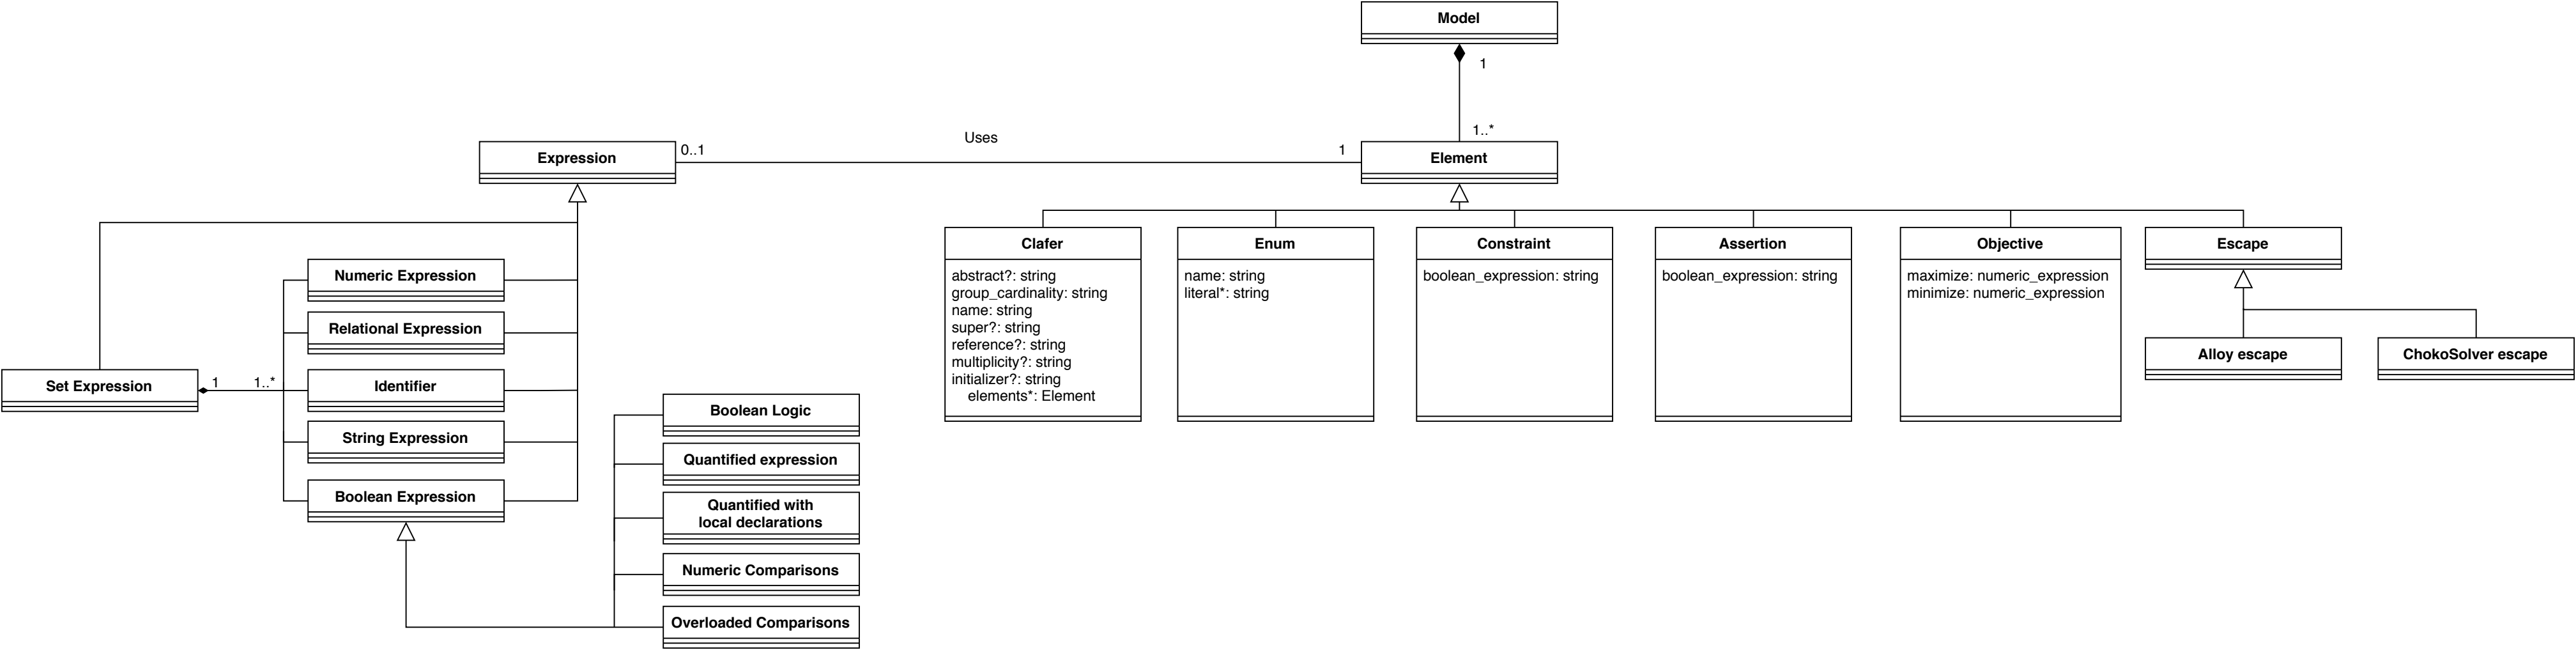 Model
1
1..*
Uses
Expression
0..1
1
Element
Clafer
abstract?: string
group_cardinality: string
name: string
super?: string
reference?: string
multiplicity?: string
initializer?: string
elements*: Element
Enum
name: string
literal*: string
Constraint
boolean_expression: string
Assertion
boolean_expression: string
Objective
maximize: numeric_expression
minimize: numeric_expression
Escape
Alloy escape
ChokoSolver escape
Numeric Expression
Relational Expression
Set Expression
1
1..*
Identifier
String Expression
Boolean Expression
Boolean Logic
Quantified expression
Quantified with
local declarations
Numeric Comparisons
Overloaded Comparisons